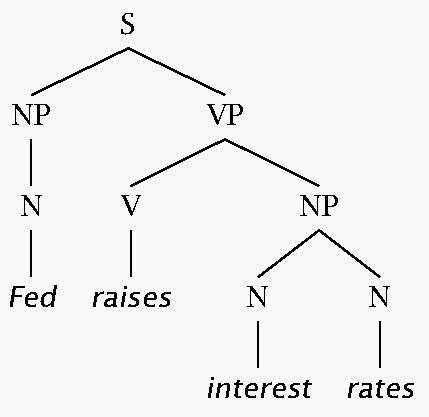 S
NP VP
N V NP
Fed raises N N
interest rates